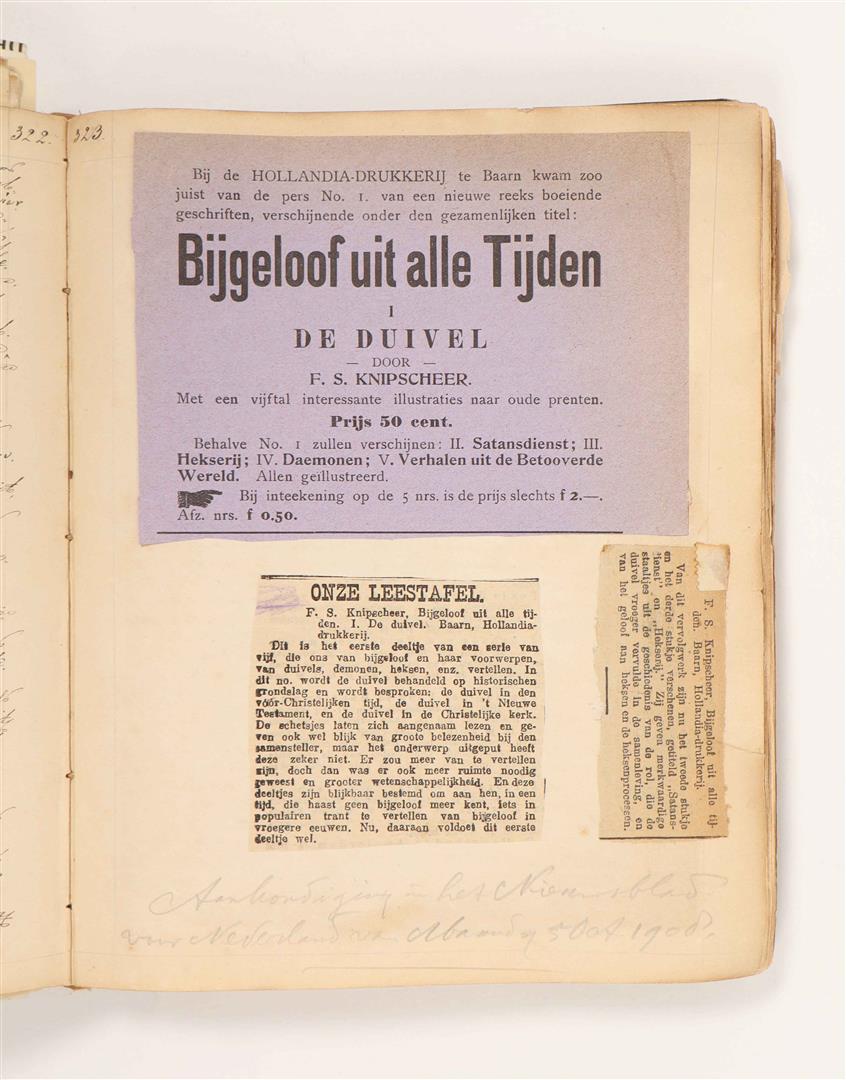 322.
323.
Bij de HOLLANDIA-DRUKKERIJ te Baarn kwam zoo
juist van de pers No. 1. van een nieuwe reeks boeiende
geschriften, verschijnende onder den gezamenlijken titel:
Bijgeloof uit alle Tijden
I
DE DUIVEL
— DOOR —
F. S. KNIPSCHEER.
Met een vijftal interessante illustraties naar oude prenten.
Prijs 50 cent.
Behalve No. 1 zullen verschijnen: II. Satansdienst; III.
Hekserij; IV. Daemonen; V. Verhalen uit de Betooverde
Wereld. Allen geïllustreerd.
Bij inteekening op de 5 nrs. is de prijs slechts f 2.—.
Afz. nrs. f 0.50.
ONZE LEESTAFEL.
F. S. Knipscheer, Bijgeloof uit alle tij-
den. I. De duivel. Baarn, Hollandia-
drukkerij.
Dit is het eerste deeltje van een serie van
vijf, die ons van bijgeloof en haar voorwerpen,
van duivels, demonen, heksen, enz. vertellen. In
dit no. wordt de duivel behandeld op historischen
grondslag en wordt besproken: de duivel in den
vóór-Christelijken tijd, de duivel in 't Nieuwe
Testament, en de duivel in de Christelijke kerk.
De schetsjes laten zich aangenaam lezen en ge-
ven ook wel blijk van groote belezenheid bij den
samensteller, maar het onderwerp uitgeput heeft
deze zeker niet. Er zou meer van te vertellen
zijn, doch dan was er ook meer ruimte noodig
geweest en grooter wetenschappelijkheid. En deze
deeltjes zijn blijkbaar bestemd om aan hen, in een
tijd, die haast geen bijgeloof meer kent, iets in
populairen trant te vertellen van bijgeloof in
vroegere eeuwen. Nu, daaraan voldoet dit eerste
deeltje wel.
F. S. Knipscheer, Bijgeloof uit alle tij-
den. Baarn, Hollandia-drukkerij.
Van dit vervolgwerk zijn nu het tweede stukje
en het derde stukje verschenen getiteld „Satans-
dienst" en „Hekserij." Zij geven merkwaardige
staaltjes uit de geschiedenis van de rol, die de
duivel vroeger vervulde in de samenleving, en
van het geloof aan heksen en de heksenprocessen.
Aankondiging in het Nieuwsblad
voor Nederland van Maandag 5 Oct. 1908.